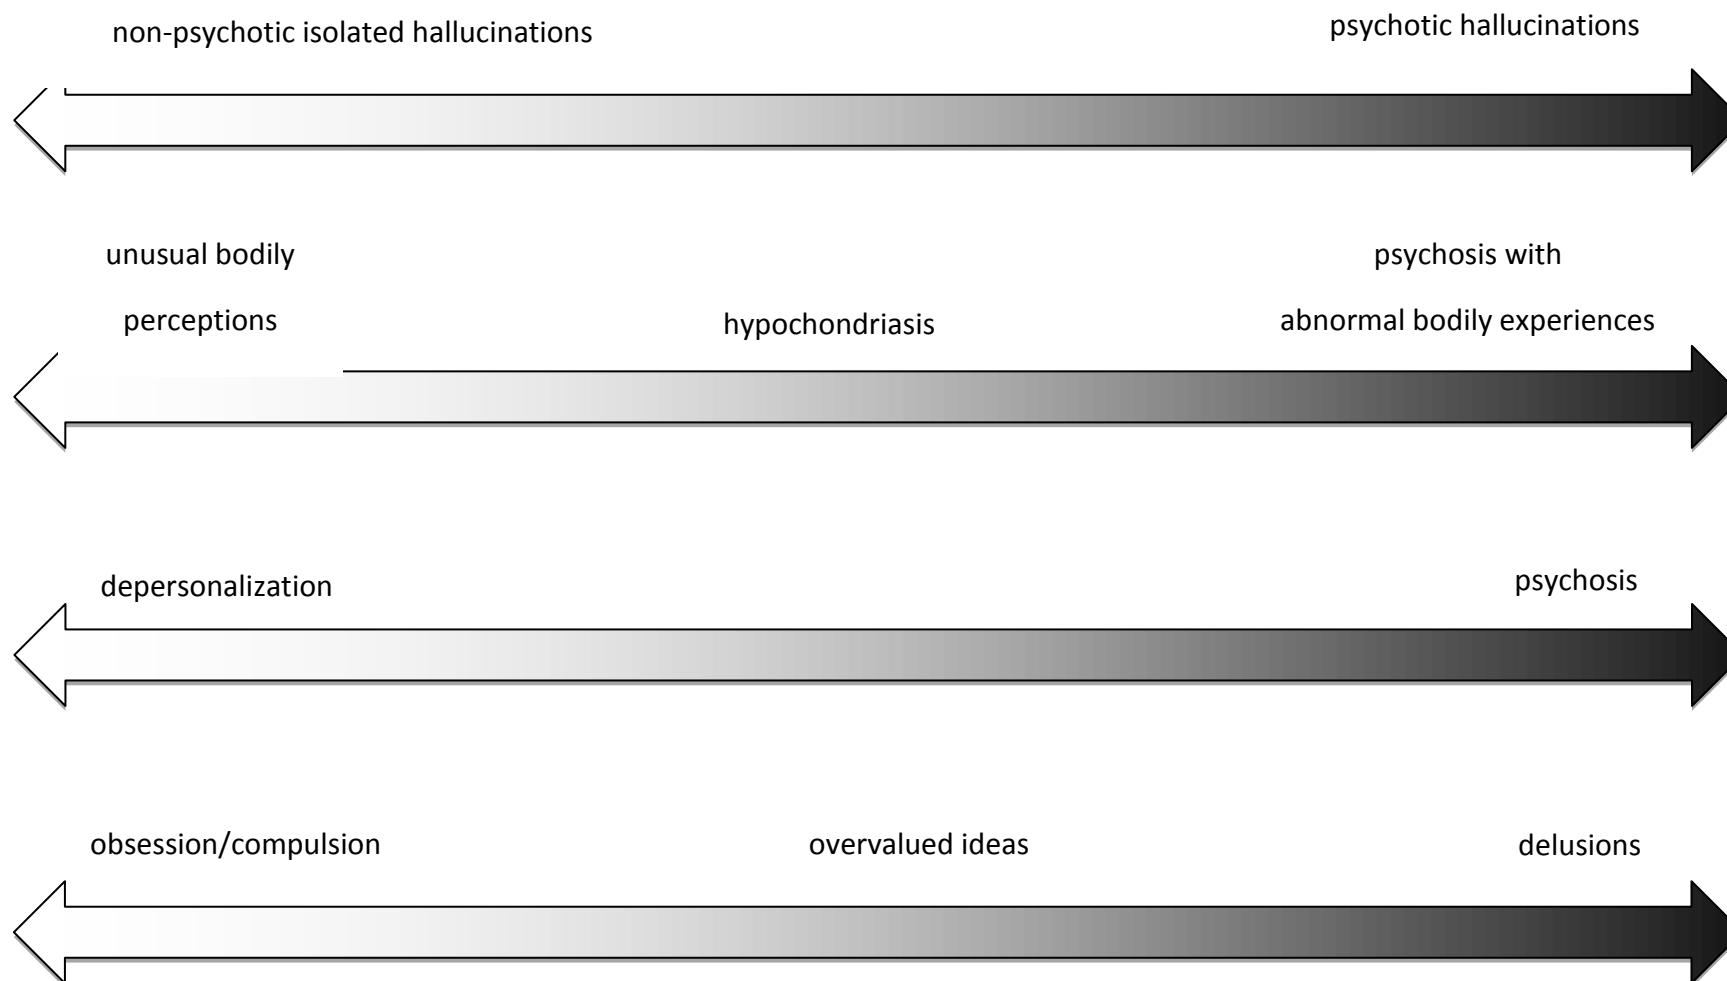 non-psychotic isolated hallucinations
psychotic hallucinations
unusual bodily
perceptions
hypochondriasis
psychosis with
abnormal bodily experiences
depersonalization
psychosis
obsession/compulsion
overvalued ideas
delusions